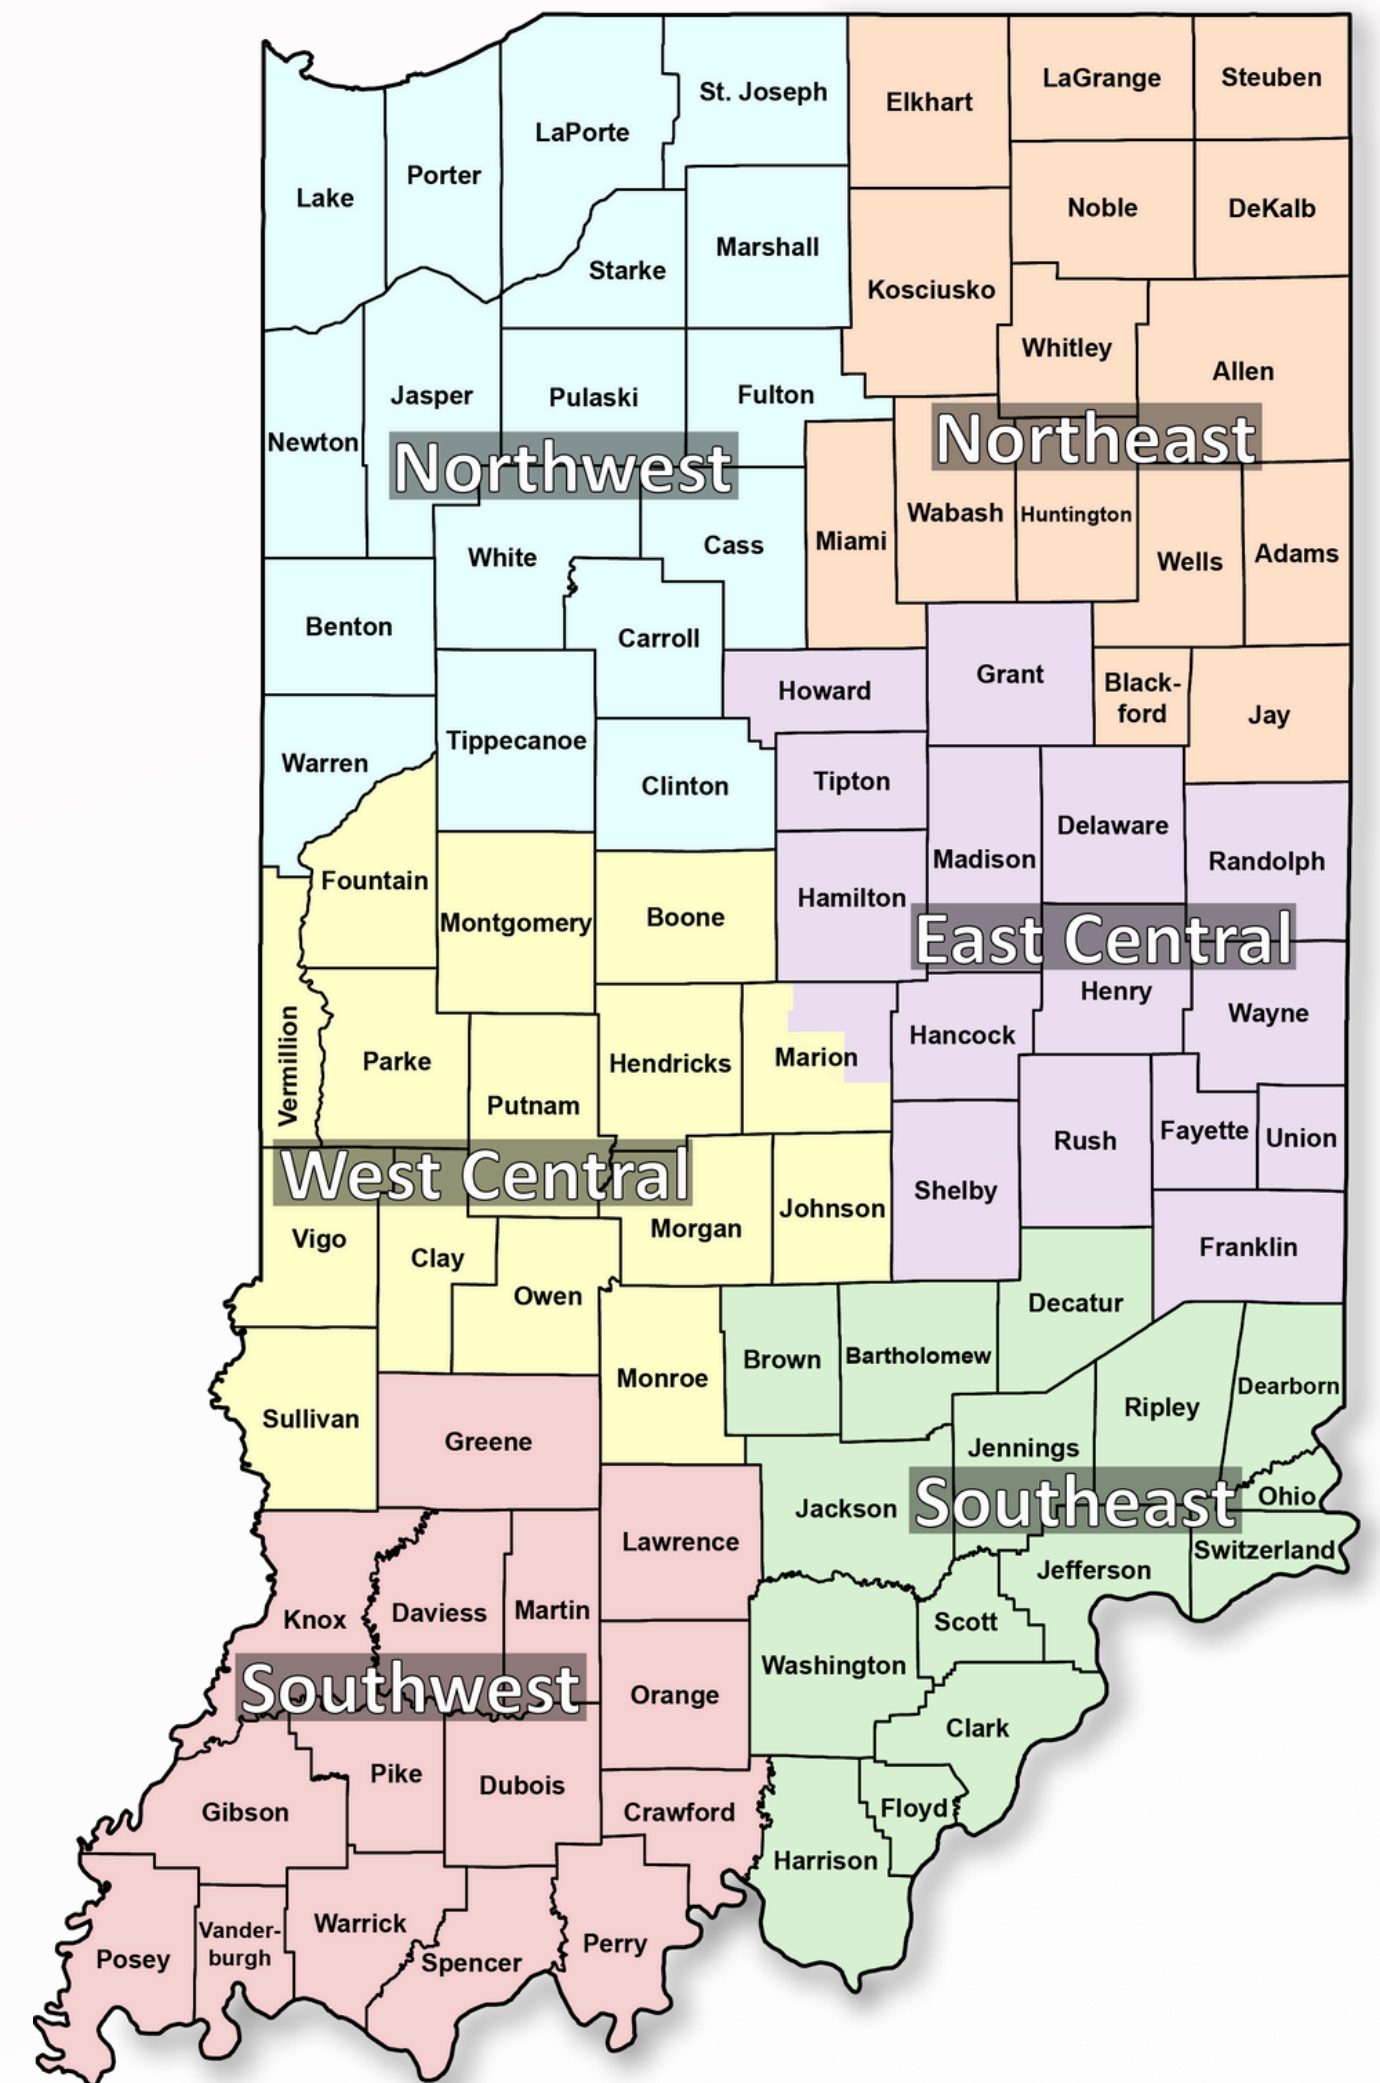 St. Joseph
Elkhart
LaGrange
Steuben
LaPorte
Porter
Lake
Noble
DeKalb
Starke
Marshall
Kosciusko
Whitley
Allen
Newton
Jasper
Pulaski
Fulton
Northwest
Northeast
White
Cass
Miami
Wabash
Huntington
Wells
Adams
Benton
Carroll
Howard
Grant
Black-
ford
Jay
Warren
Tippecanoe
Clinton
Tipton
Madison
Delaware
Randolph
Fountain
Montgomery
Boone
Hamilton
East Central
Vermillion
Parke
Putnam
Hendricks
Marion
Hancock
Henry
Wayne
Rush
Fayette
Union
West Central
Vigo
Clay
Owen
Morgan
Johnson
Shelby
Franklin
Sullivan
Greene
Monroe
Brown
Bartholomew
Decatur
Ripley
Dearborn
Jennings
Jackson
Southeast
Ohio
Switzerland
Jefferson
Lawrence
Knox
Daviess
Martin
Scott
Southwest
Orange
Washington
Clark
Gibson
Pike
Dubois
Crawford
Floyd
Harrison
Posey
Vander-
burgh
Warrick
Spencer
Perry